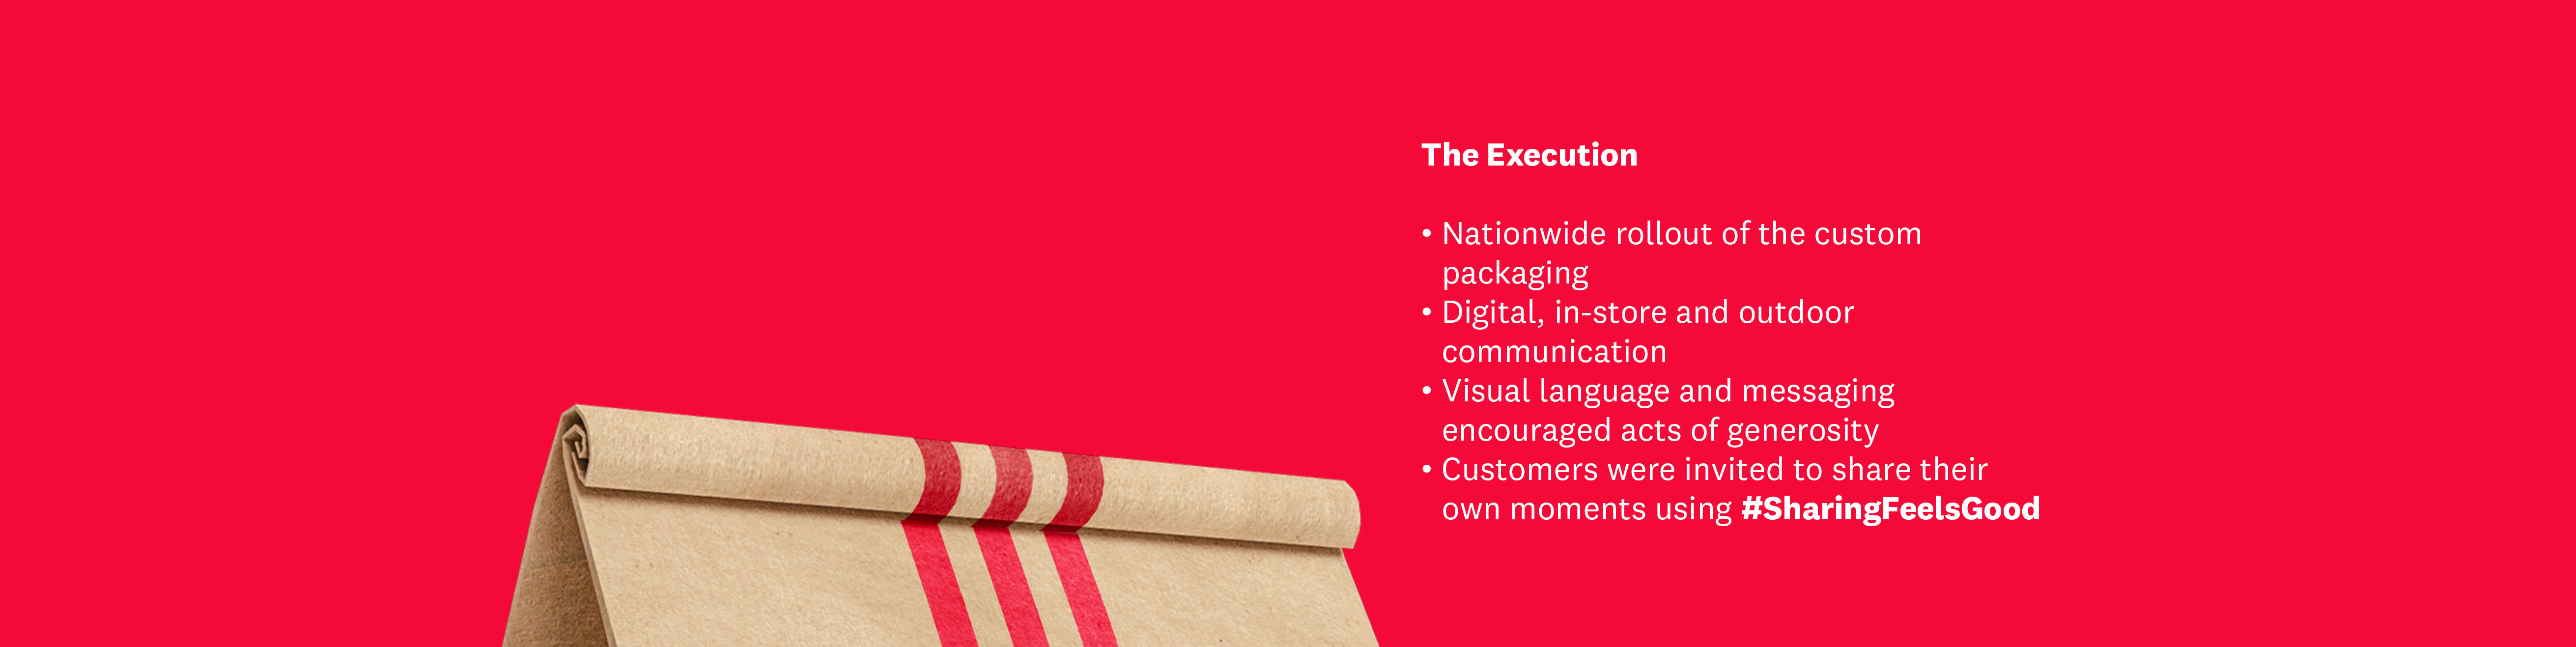 The Execution
• Nationwide rollout of the custom
packaging
• Digital, in-store and outdoor
communication
• Visual language and messaging
encouraged acts of generosity
• Customers were invited to share their
own moments using #SharingFeelsGood